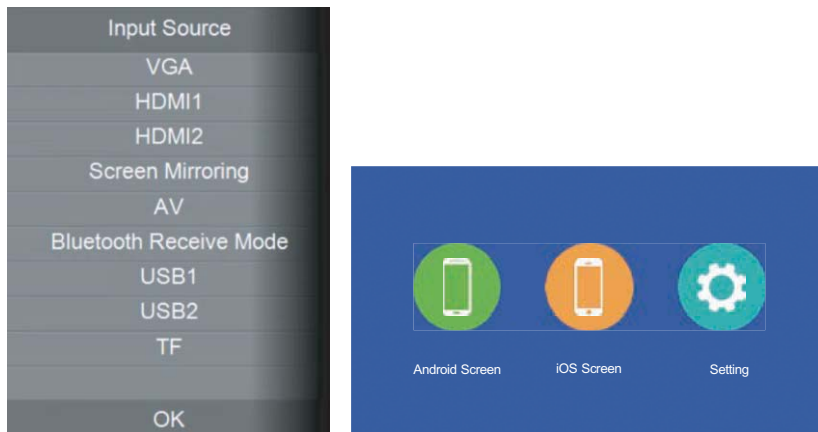 Input Source
VGA
HDMI1
HDMI2
Screen Mirroring
AV
Bluetooth Receive Mode
USB1
USB2
TF
OK
Android Screen
iOS Screen
Setting